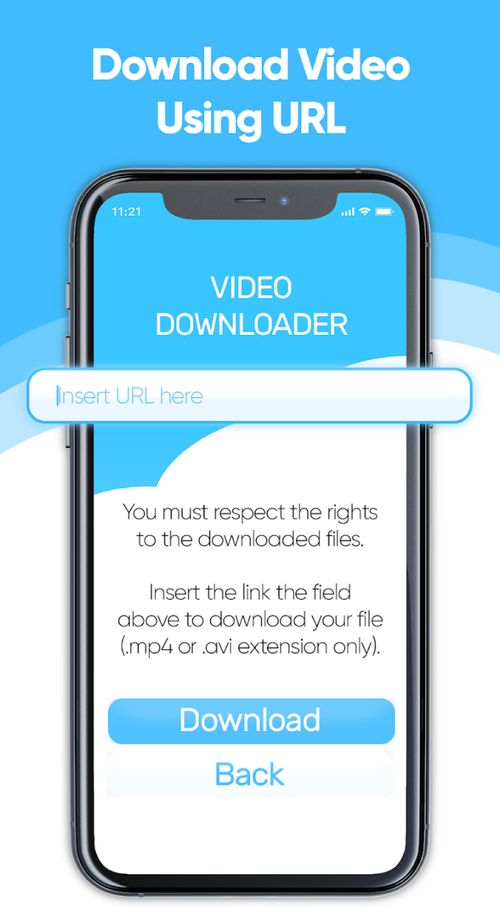 Download Video
Using URL
11:21
VIDEO
DOWNLOADER
Insert URL here
You must respect the rights
to the downloaded files.
Insert the link the field
above to download your file
(.mp4 or .avi extension only).
Download
Back